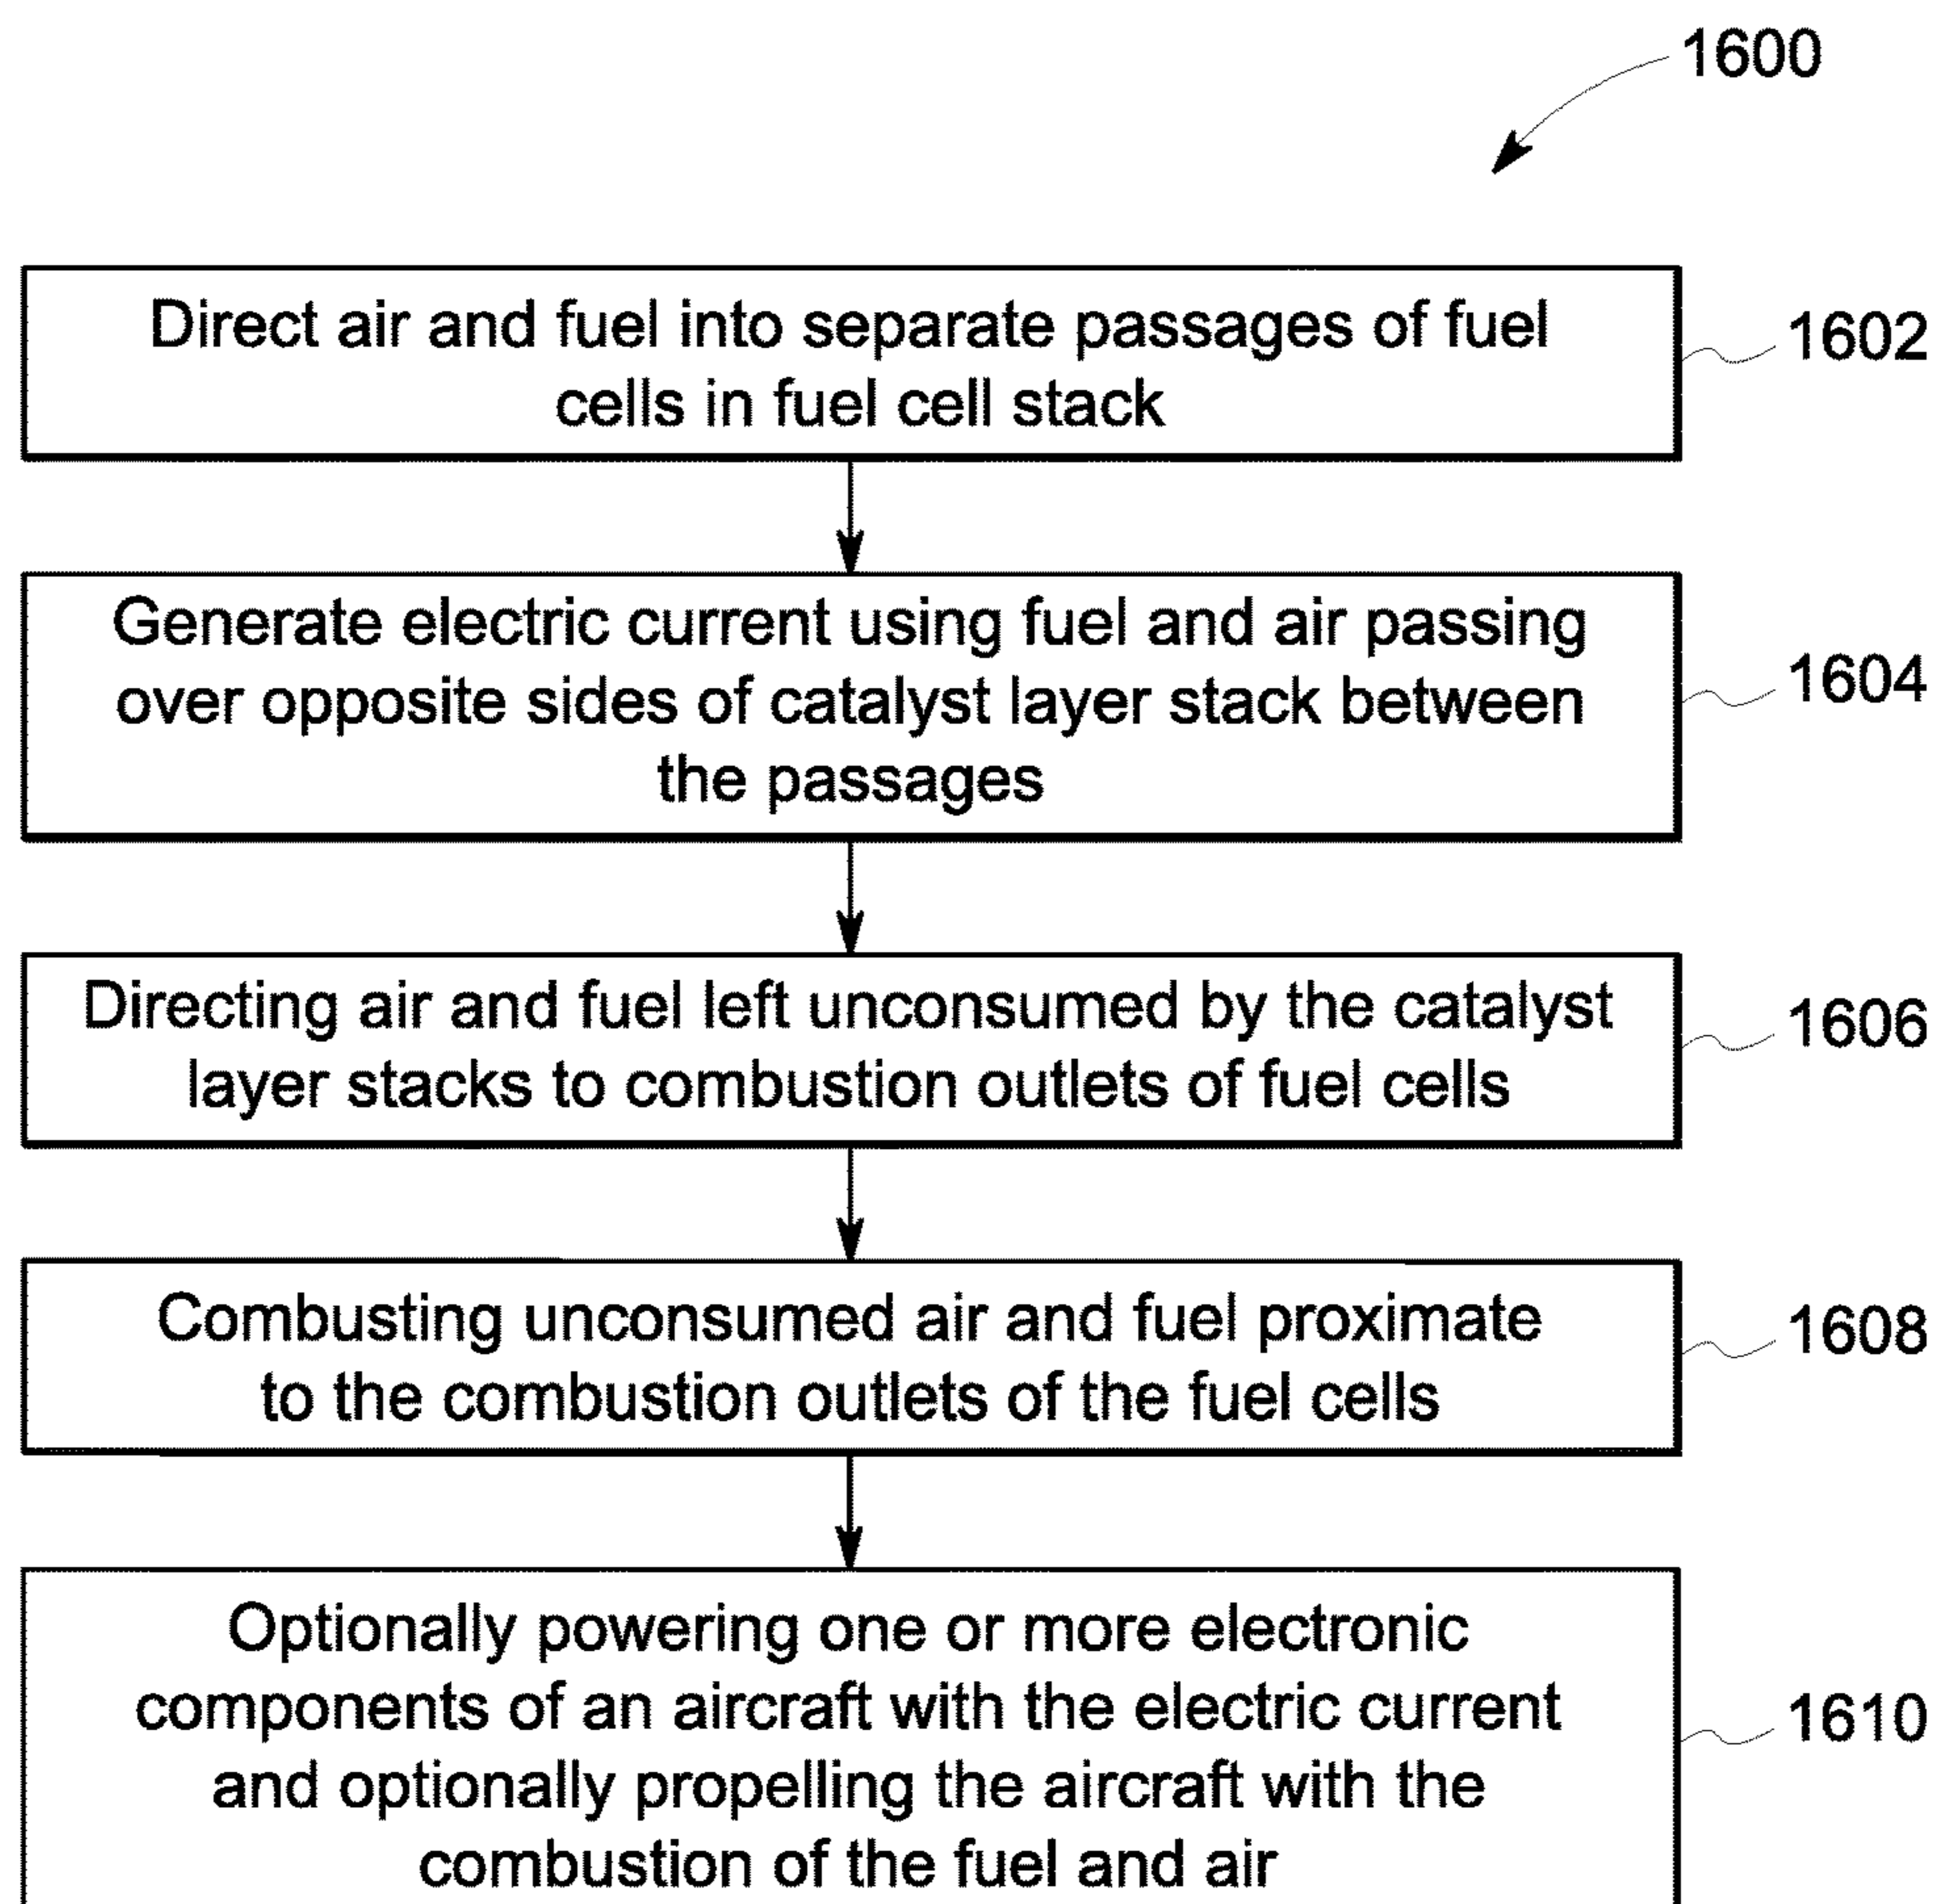 1600
Direct air and fuel into separate passages of fuel
cells in fuel cell stack
1602
Generate electric current using fuel and air passing
over opposite sides of catalyst layer stack between
the passages
1604
Directing air and fuel left unconsumed by the catalyst
layer stacks to combustion outlets of fuel cells
1606
Combusting unconsumed air and fuel proximate
to the combustion outlets of the fuel cells
1608
Optionally powering one or more electronic
components of an aircraft with the electric current
and optionally propelling the aircraft with the
combustion of the fuel and air
1610